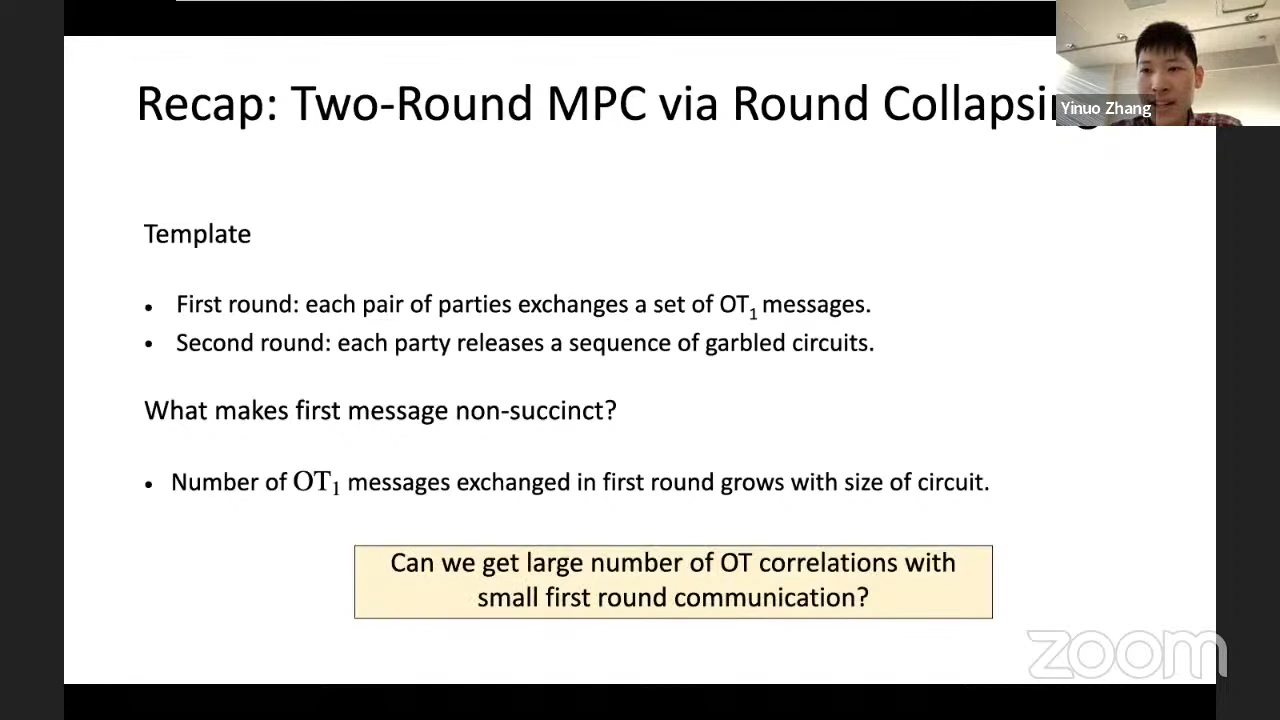 Recap: Two-Round MPC via Round Collapsing
Yinuo Zhang
Template
• First round: each pair of parties exchanges a set of OT₁ messages.
• Second round: each party releases a sequence of garbled circuits.
What makes first message non-succinct?
• Number of OT₁ messages exchanged in first round grows with size of circuit.
Can we get large number of OT correlations with
small first round communication?
zoom